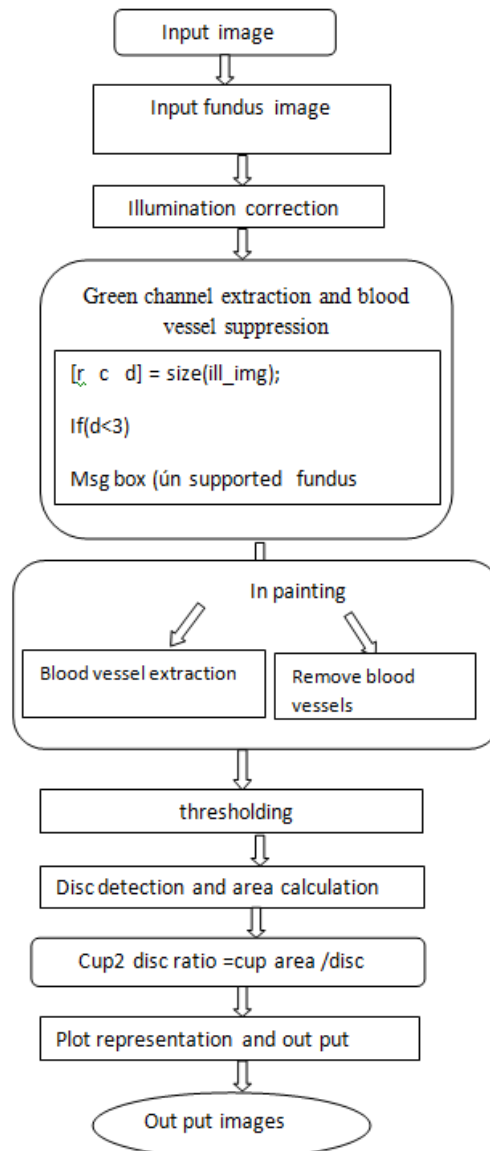 Input image
Input fundus image
Illumination correction
Green channel extraction and blood
vessel suppression
[r c d] = size(ill_img);
If(d<3)
Msg box (ún supported fundus
In painting
Blood vessel extraction
Remove blood
vessels
thresholding
Disc detection and area calculation
Cup2 disc ratio =cup area /disc
Plot representation and out put
Out put images